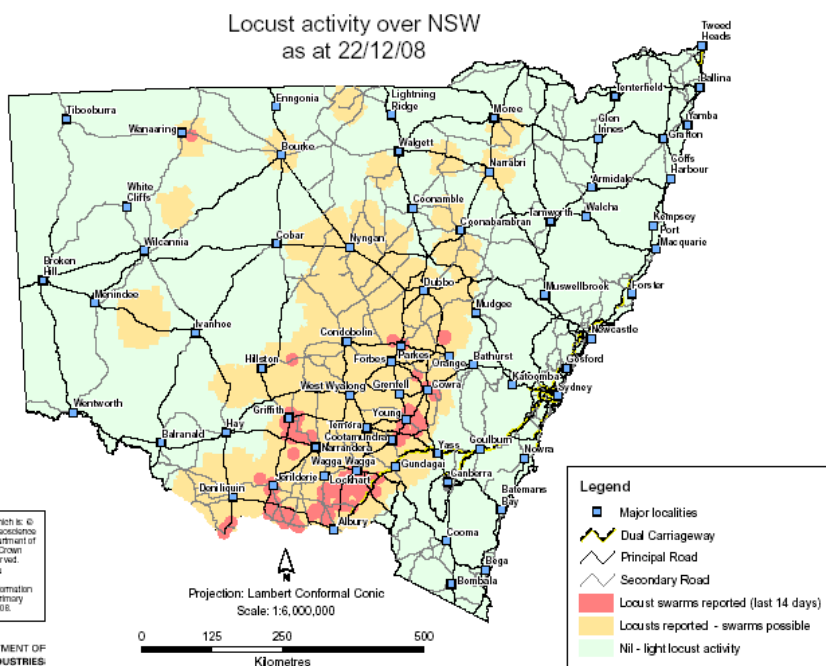 Locust activity over NSW
as at 22/12/08
Tweed
Heads
Ballina
Tenterfield
Yamba
Glen
Innes
Grafton
Coffs
Harbour
Moree
Lightning
Ridge
Enngonia
Tibooburra
Wanaaring
Bourke
Walgett
Narrabri
Armidale
White
Cliffs
Coonamble
Coonabarabran
Tamworth
Walcha
Kempsey
Port
Macquarie
Wilcannia
Cobar
Nyngan
Broken
Hill
Menindee
Dubbo
Muswellbrook
Forster
Mudgee
Ivanhoe
Condobolin
Newcastle
Hillston
Forbes
Parkes
Orange
Bathurst
Gosford
Katoomba
Sydney
West Wyalong
Grenfell
Cowra
Wentworth
Griffith
Young
Hay
Temora
Balranald
Cootamundra
Narrandera
Yass
Goulburn
Nowra
Wagga Wagga
Gundagai
Canberra
Jerilderie
Lockhart
Deniliquin
Batemans
Bay
Albury
Cooma
Bega
Bombala
N
Projection: Lambert Conformal Conic
Scale: 1:6,000,000
0 125 250 500
Kilometres
Legend
Major localities
Dual Carriageway
Principal Road
Secondary Road
Locust swarms reported (last 14 days)
Locusts reported - swarms possible
Nil - light locust activity
hich is: ©
Crown
MENT OF
DUSTRIES